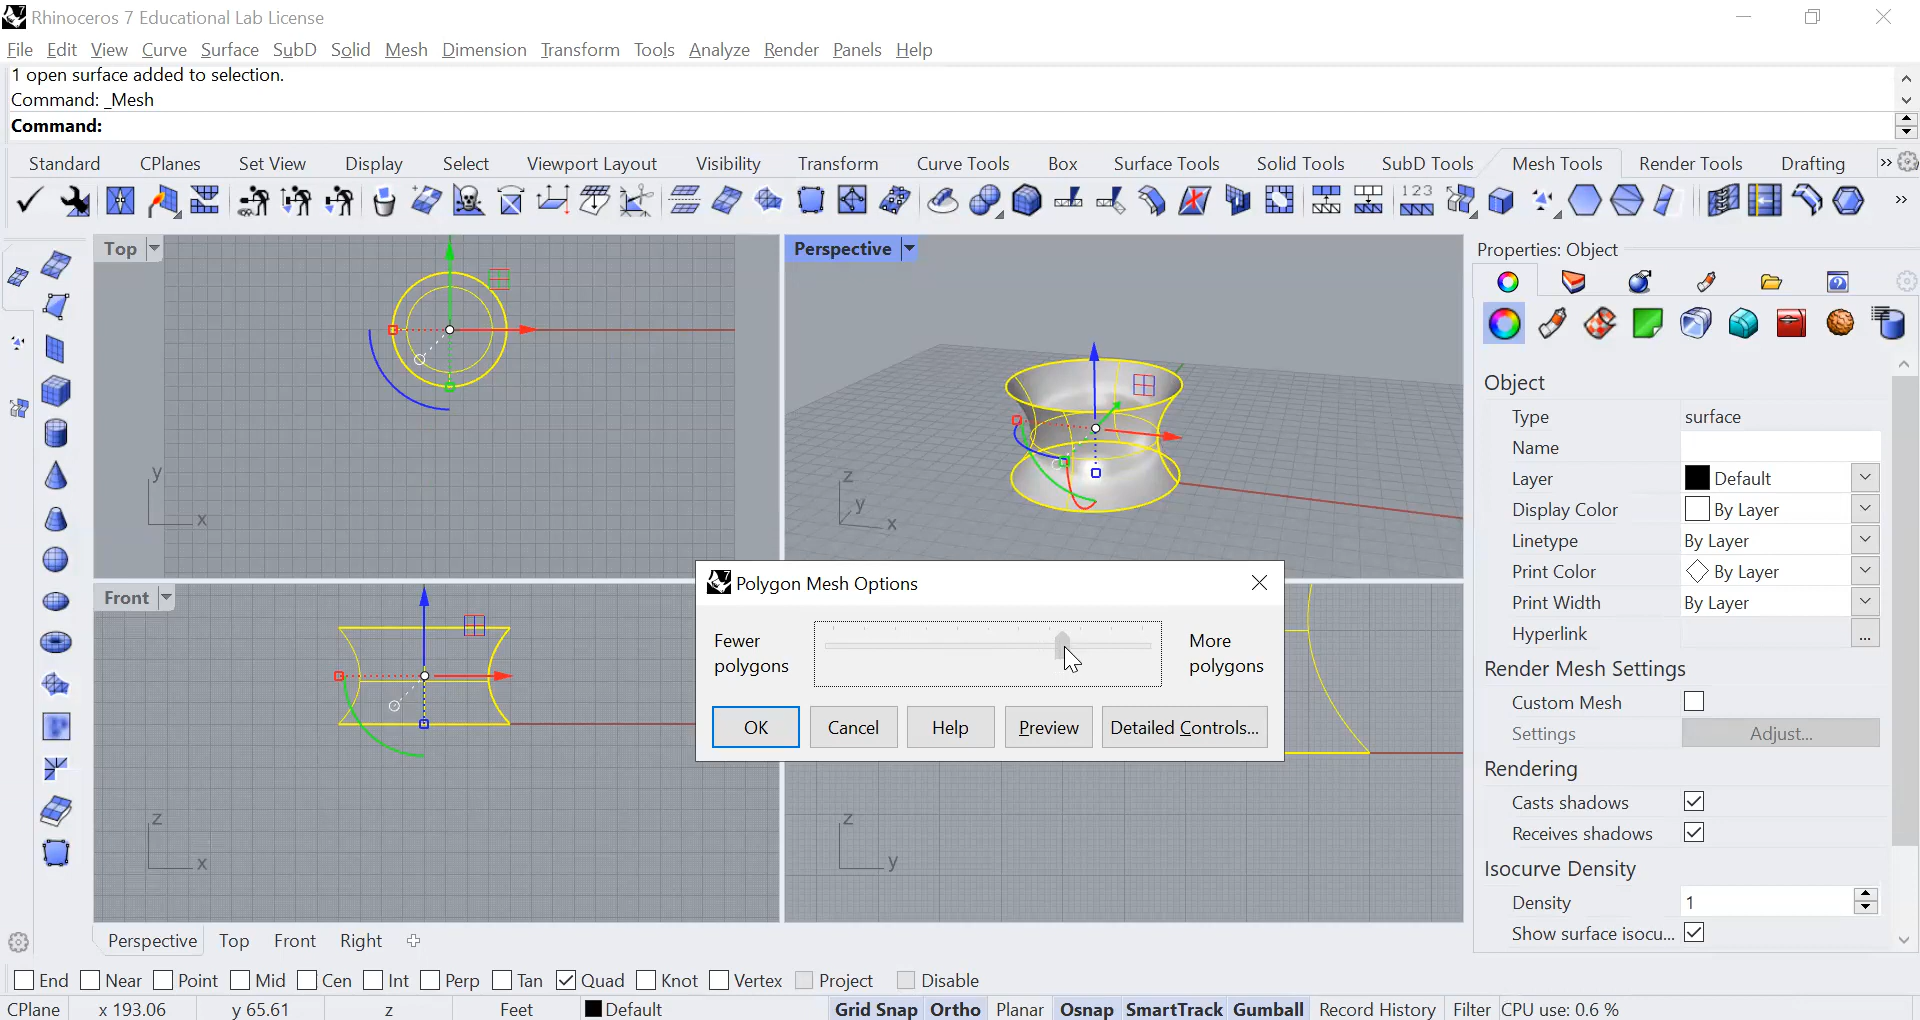 Rhinoceros 7 Educational Lab License
File Edit View Curve Surface SubD Solid Mesh Dimension Transform Tools Analyze Render Panels Help
1 open surface added to selection.
Command: _Mesh
Command:
Standard CPlanes Set View Display Select Viewport Layout Visibility Transform Curve Tools Box Surface Tools Solid Tools SubD Tools Mesh Tools Render Tools Drafting »
123 »
Top
Perspective
Properties: Object
y
x
z
y
x
Object
Type surface
Name
Layer Default
Display Color By Layer
Linetype By Layer
Print Color By Layer
Print Width By Layer
Hyperlink ...
Front
z
x
Polygon Mesh Options
Fewer
polygons
More
polygons
OK Cancel Help Preview Detailed Controls...
z
y
Render Mesh Settings
Custom Mesh
Settings Adjust...
Rendering
Casts shadows
Receives shadows
Isocurve Density
Density 1
Show surface isocu...
Perspective Top Front Right
End Near Point Mid Cen Int Perp Tan Quad Knot Vertex Project Disable
CPlane x 193.06 y 65.61 z Feet Default Grid Snap Ortho Planar Osnap SmartTrack Gumball Record History Filter CPU use: 0.6 %